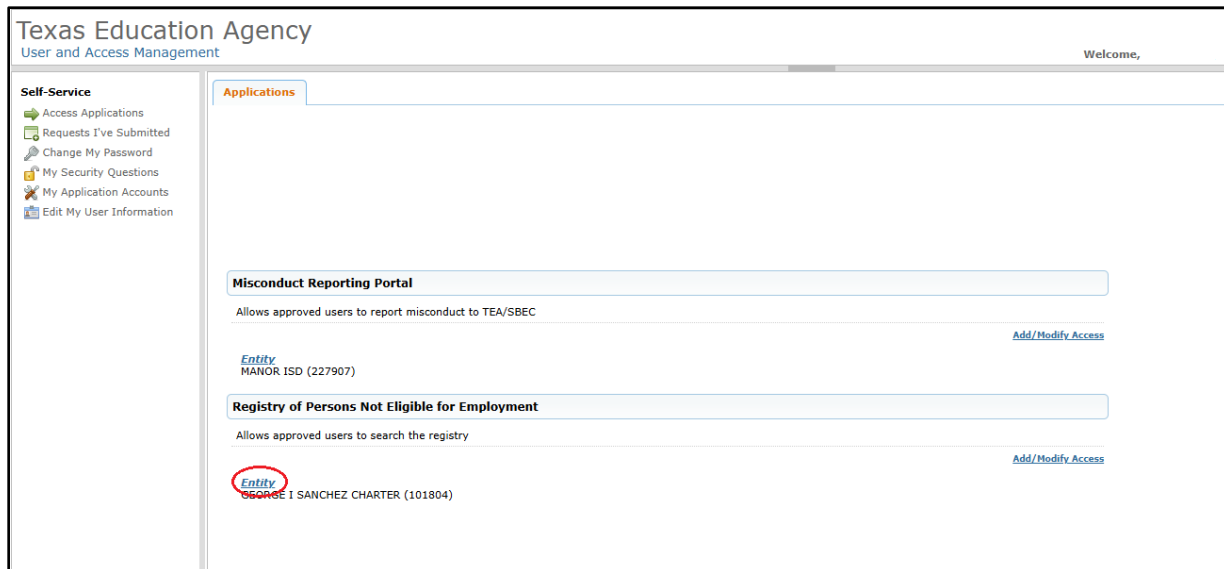 Texas Education Agency
User and Access Management
Welcome,
Self-Service
Access Applications
Requests I've Submitted
Change My Password
My Security Questions
My Application Accounts
Edit My User Information
Applications
Misconduct Reporting Portal
Allows approved users to report misconduct to TEA/SBEC
Add/Modify Access
Entity
MANOR ISD (227907)
Registry of Persons Not Eligible for Employment
Allows approved users to search the registry
Add/Modify Access
Entity
GEORGE I SANCHEZ CHARTER (101804)